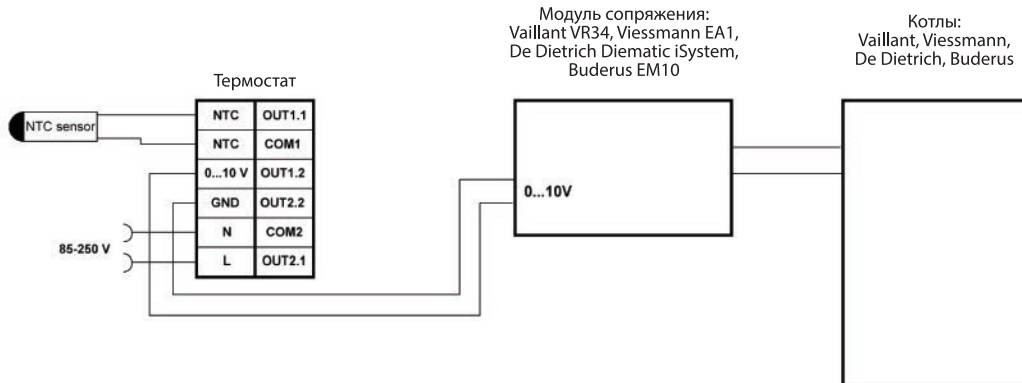 Модуль сопряжения:
Vaillant VR34, Viessmann EA1,
De Dietrich Diematic iSystem,
Buderus EM10
Котлы:
Vaillant, Viessmann,
De Dietrich, Buderus
Термостат
NTC sensor
NTC OUT1.1
NTC COM1
0...10 V OUT1.2
GND OUT2.2
N COM2
L OUT2.1
85-250 V
0...10V